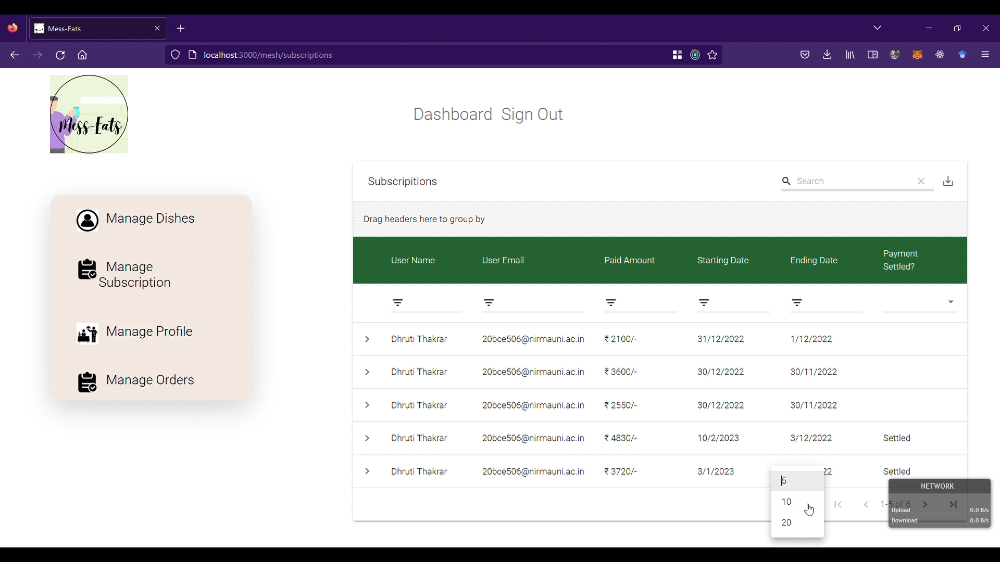 Mess-Eats
localhost:3000/mesh/subscriptions
Mess-Eats
Dashboard Sign Out
Manage Dishes
Manage
Subscription
Manage Profile
Manage Orders
Subscripitions
Search
Drag headers here to group by
User Name User Email Paid Amount Starting Date Ending Date Payment
Settled?
Dhruti Thakrar 20bce506@nirmauni.ac.in ₹ 2100/- 31/12/2022 1/12/2022
Dhruti Thakrar 20bce506@nirmauni.ac.in ₹ 3600/- 30/12/2022 30/11/2022
Dhruti Thakrar 20bce506@nirmauni.ac.in ₹ 2550/- 30/12/2022 30/11/2022
Dhruti Thakrar 20bce506@nirmauni.ac.in ₹ 4830/- 10/2/2023 3/12/2022 Settled
Dhruti Thakrar 20bce506@nirmauni.ac.in ₹ 3720/- 3/1/2023 22 Settled
5
10
20
1-5 of 6
NETWORK
Upload 0.0 B/s
Download 0.0 B/s